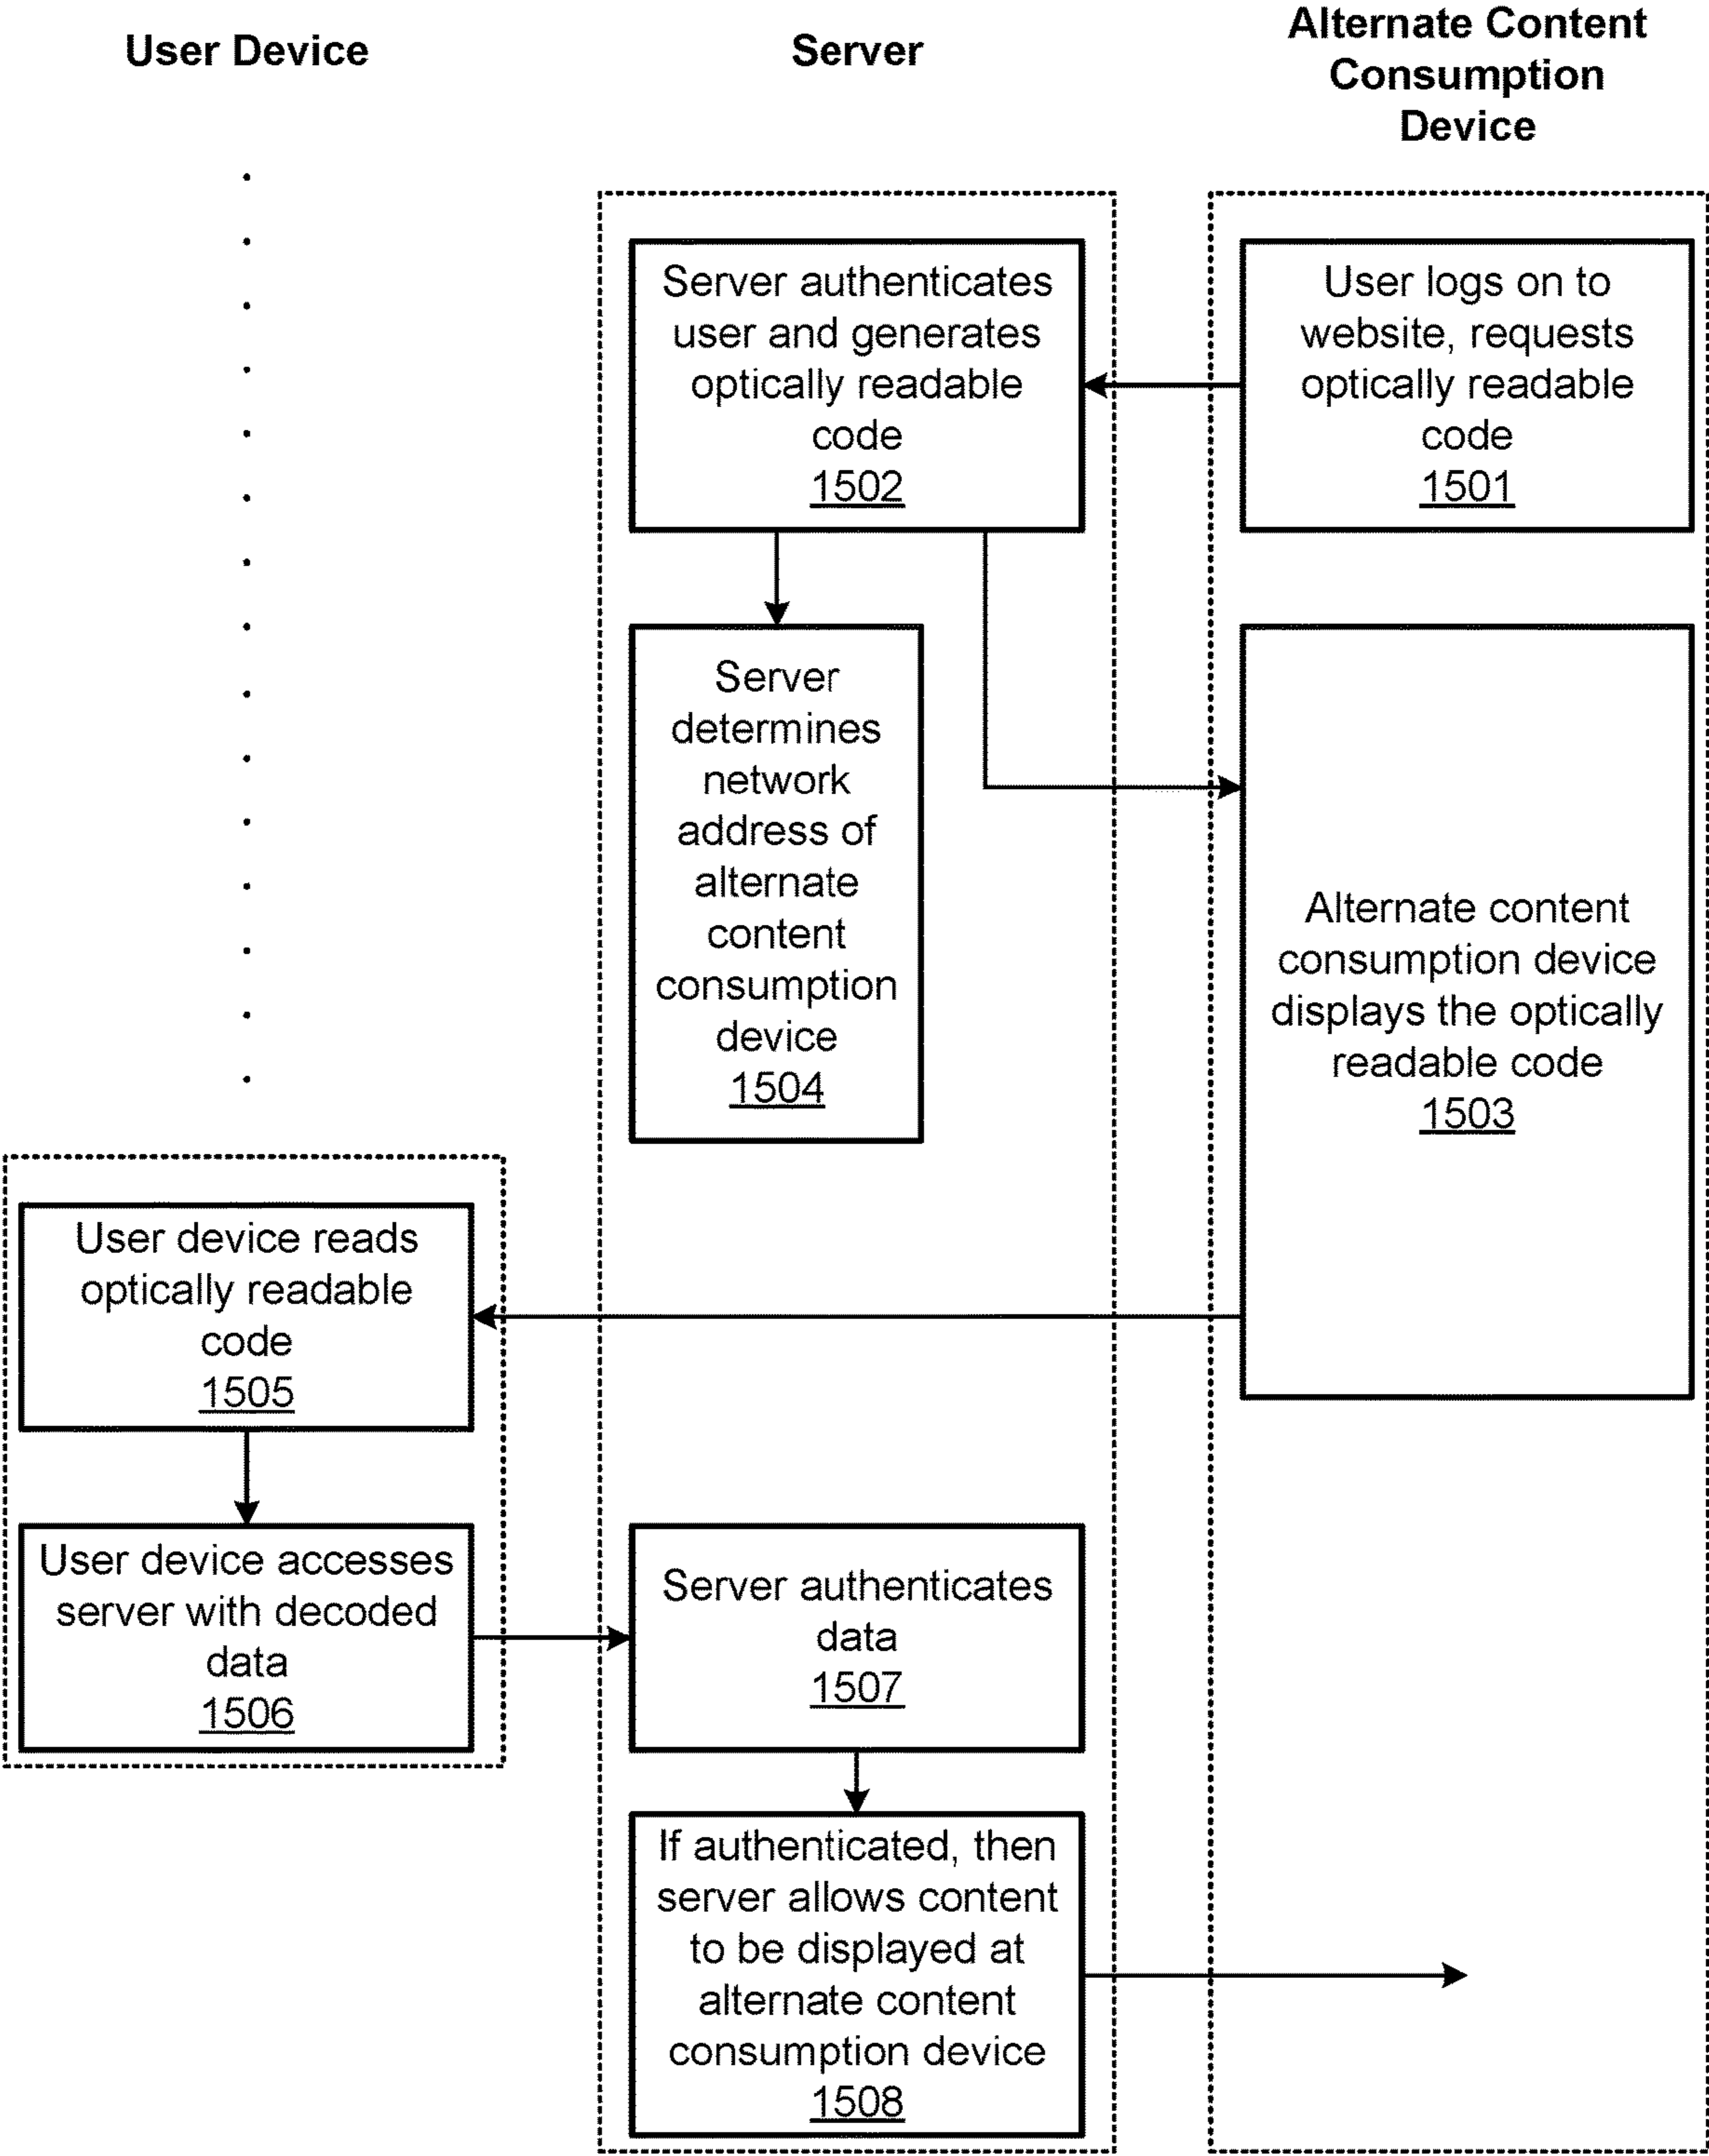 User Device
Server
Alternate Content
Consumption
Device
Server authenticates
user and generates
optically readable
code
1502
User logs on to
website, requests
optically readable
code
1501
Server
determines
network
address of
alternate
content
consumption
device
1504
Alternate content
consumption device
displays the optically
readable code
1503
User device reads
optically readable
code
1505
User device accesses
server with decoded
data
1506
Server authenticates
data
1507
If authenticated, then
server allows content
to be displayed at
alternate content
consumption device
1508